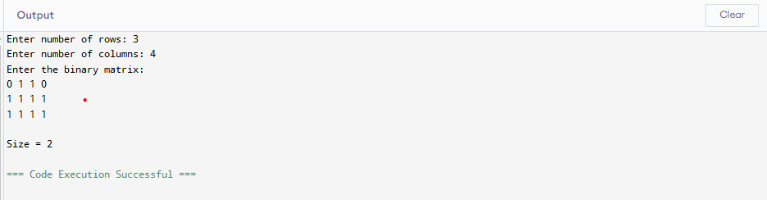 Output
Clear
Enter number of rows: 3
Enter number of columns: 4
Enter the binary matrix:
0 1 1 0
1 1 1 1
1 1 1 1
Size = 2
=== Code Execution Successful ===